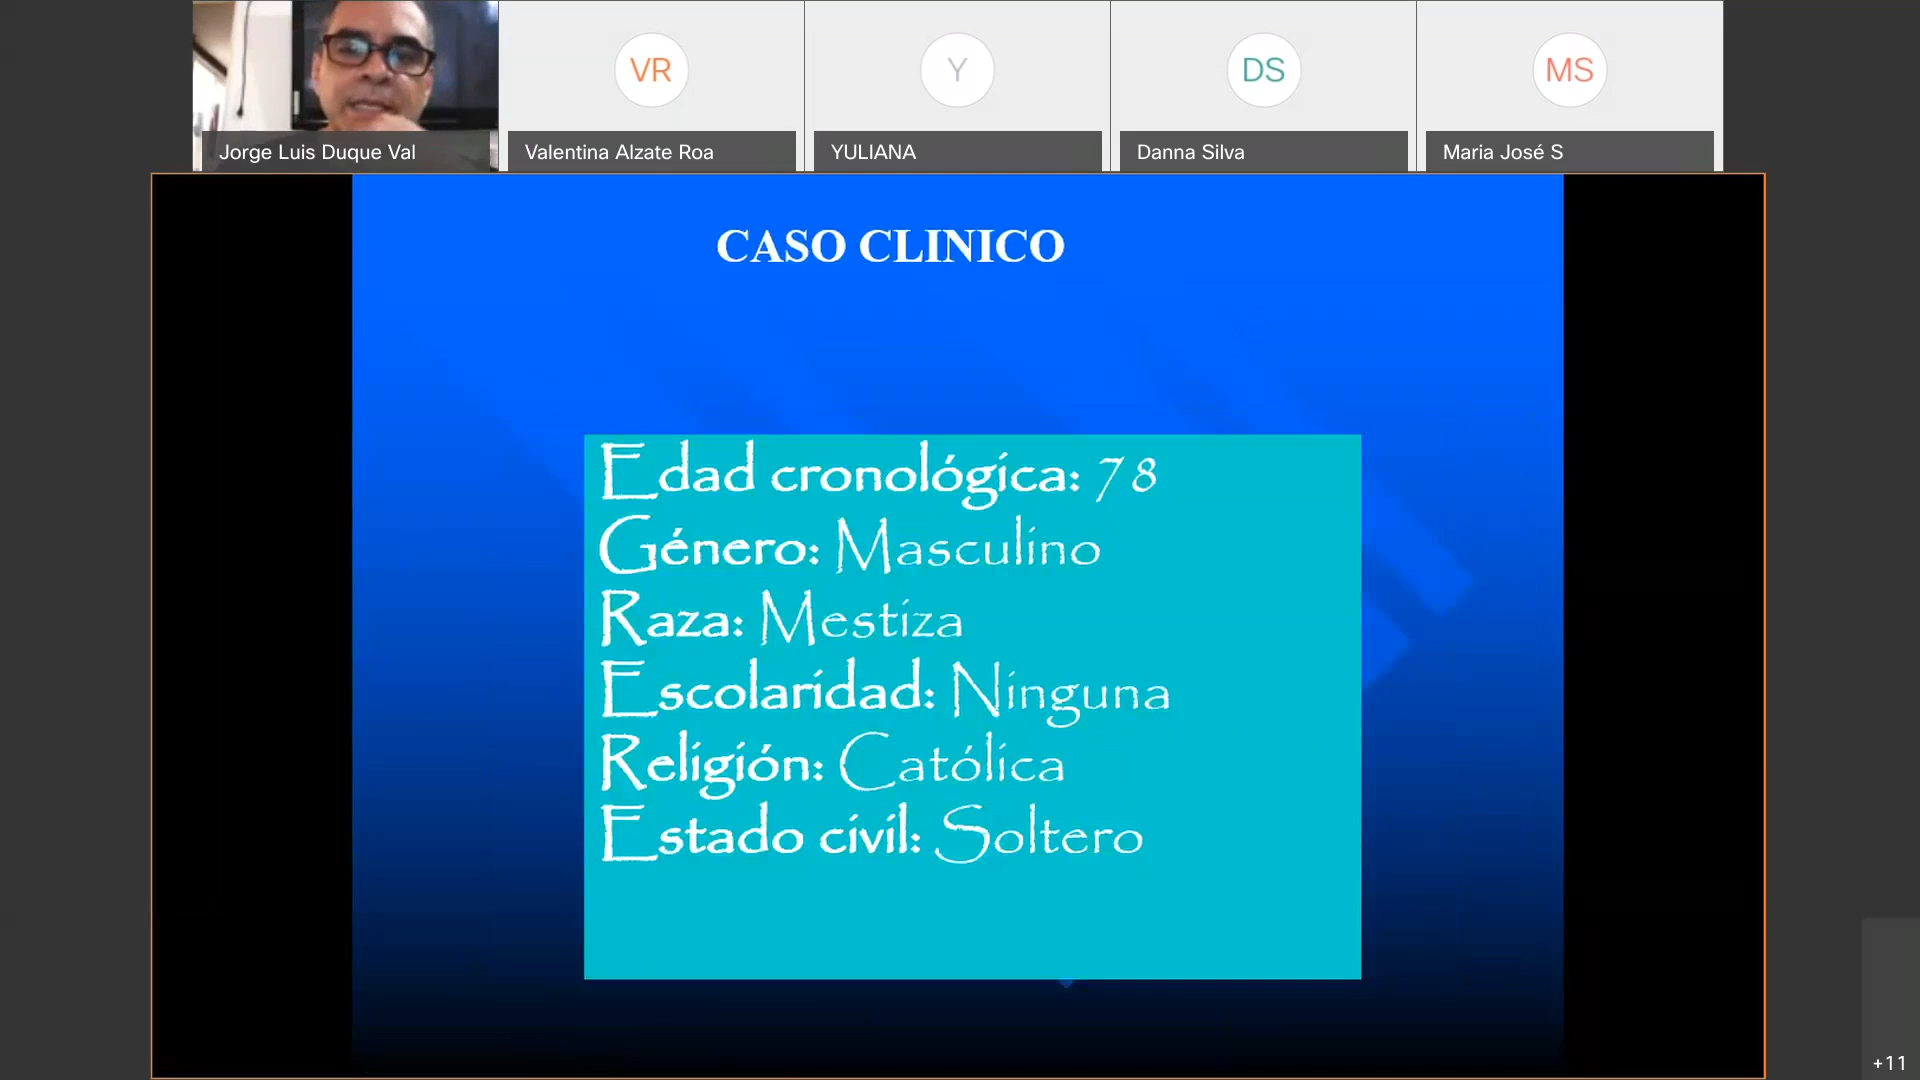 VR
Y
DS
MS
Jorge Luis Duque Val
Valentina Alzate Roa
YULIANA
Danna Silva
Maria José S
CASO CLINICO
Edad cronológica: 78
Género: Masculino
Raza: Mestiza
Escolaridad: Ninguna
Religión: Católica
Estado civil: Soltero
+11